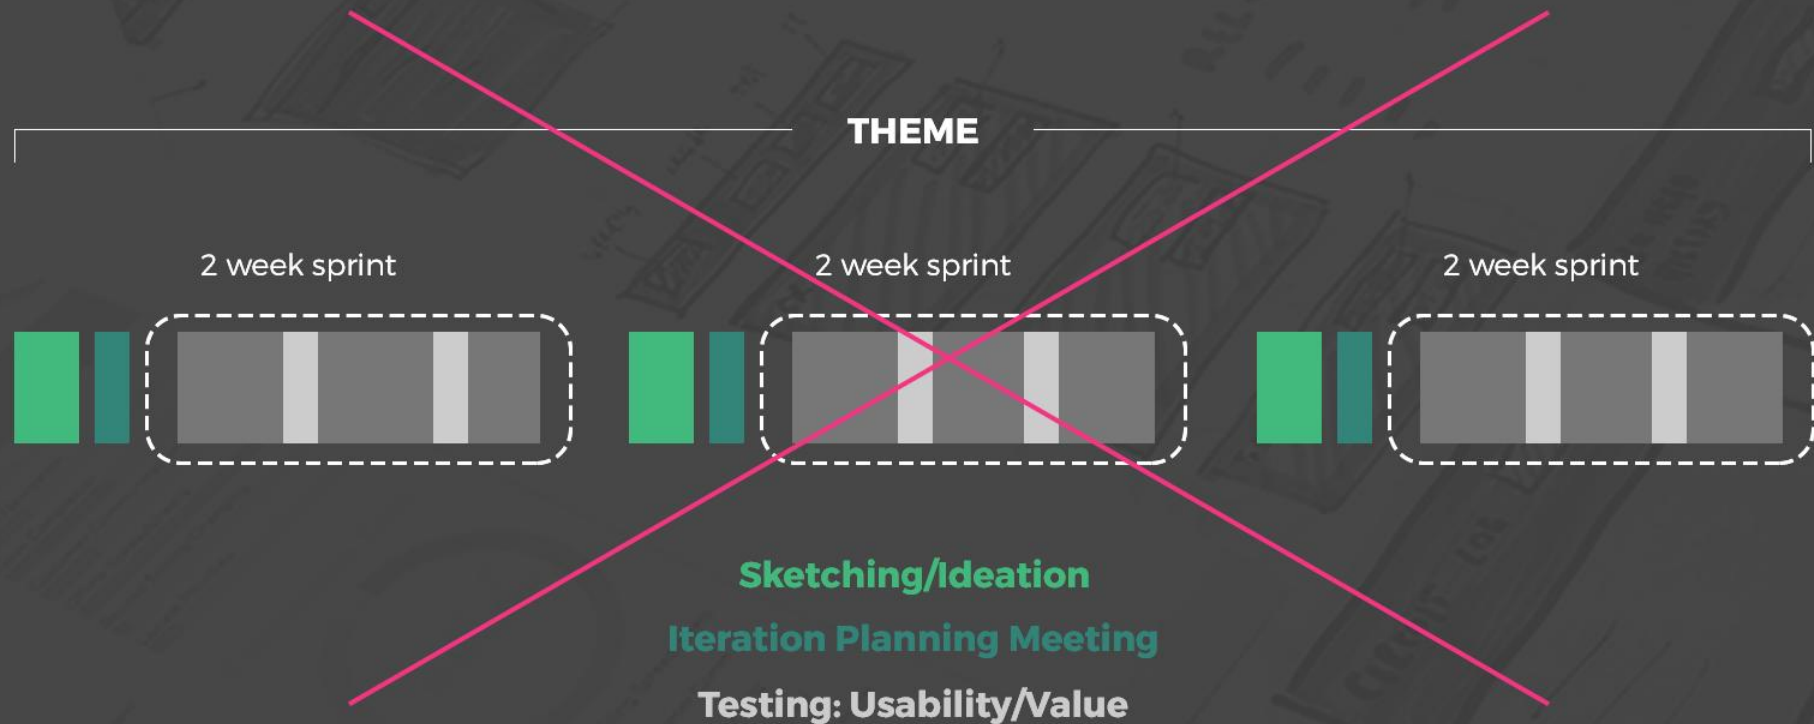 THEME
2 week sprint
2 week sprint
2 week sprint
Sketching/Ideation
Iteration Planning Meeting
Testing: Usability/Value